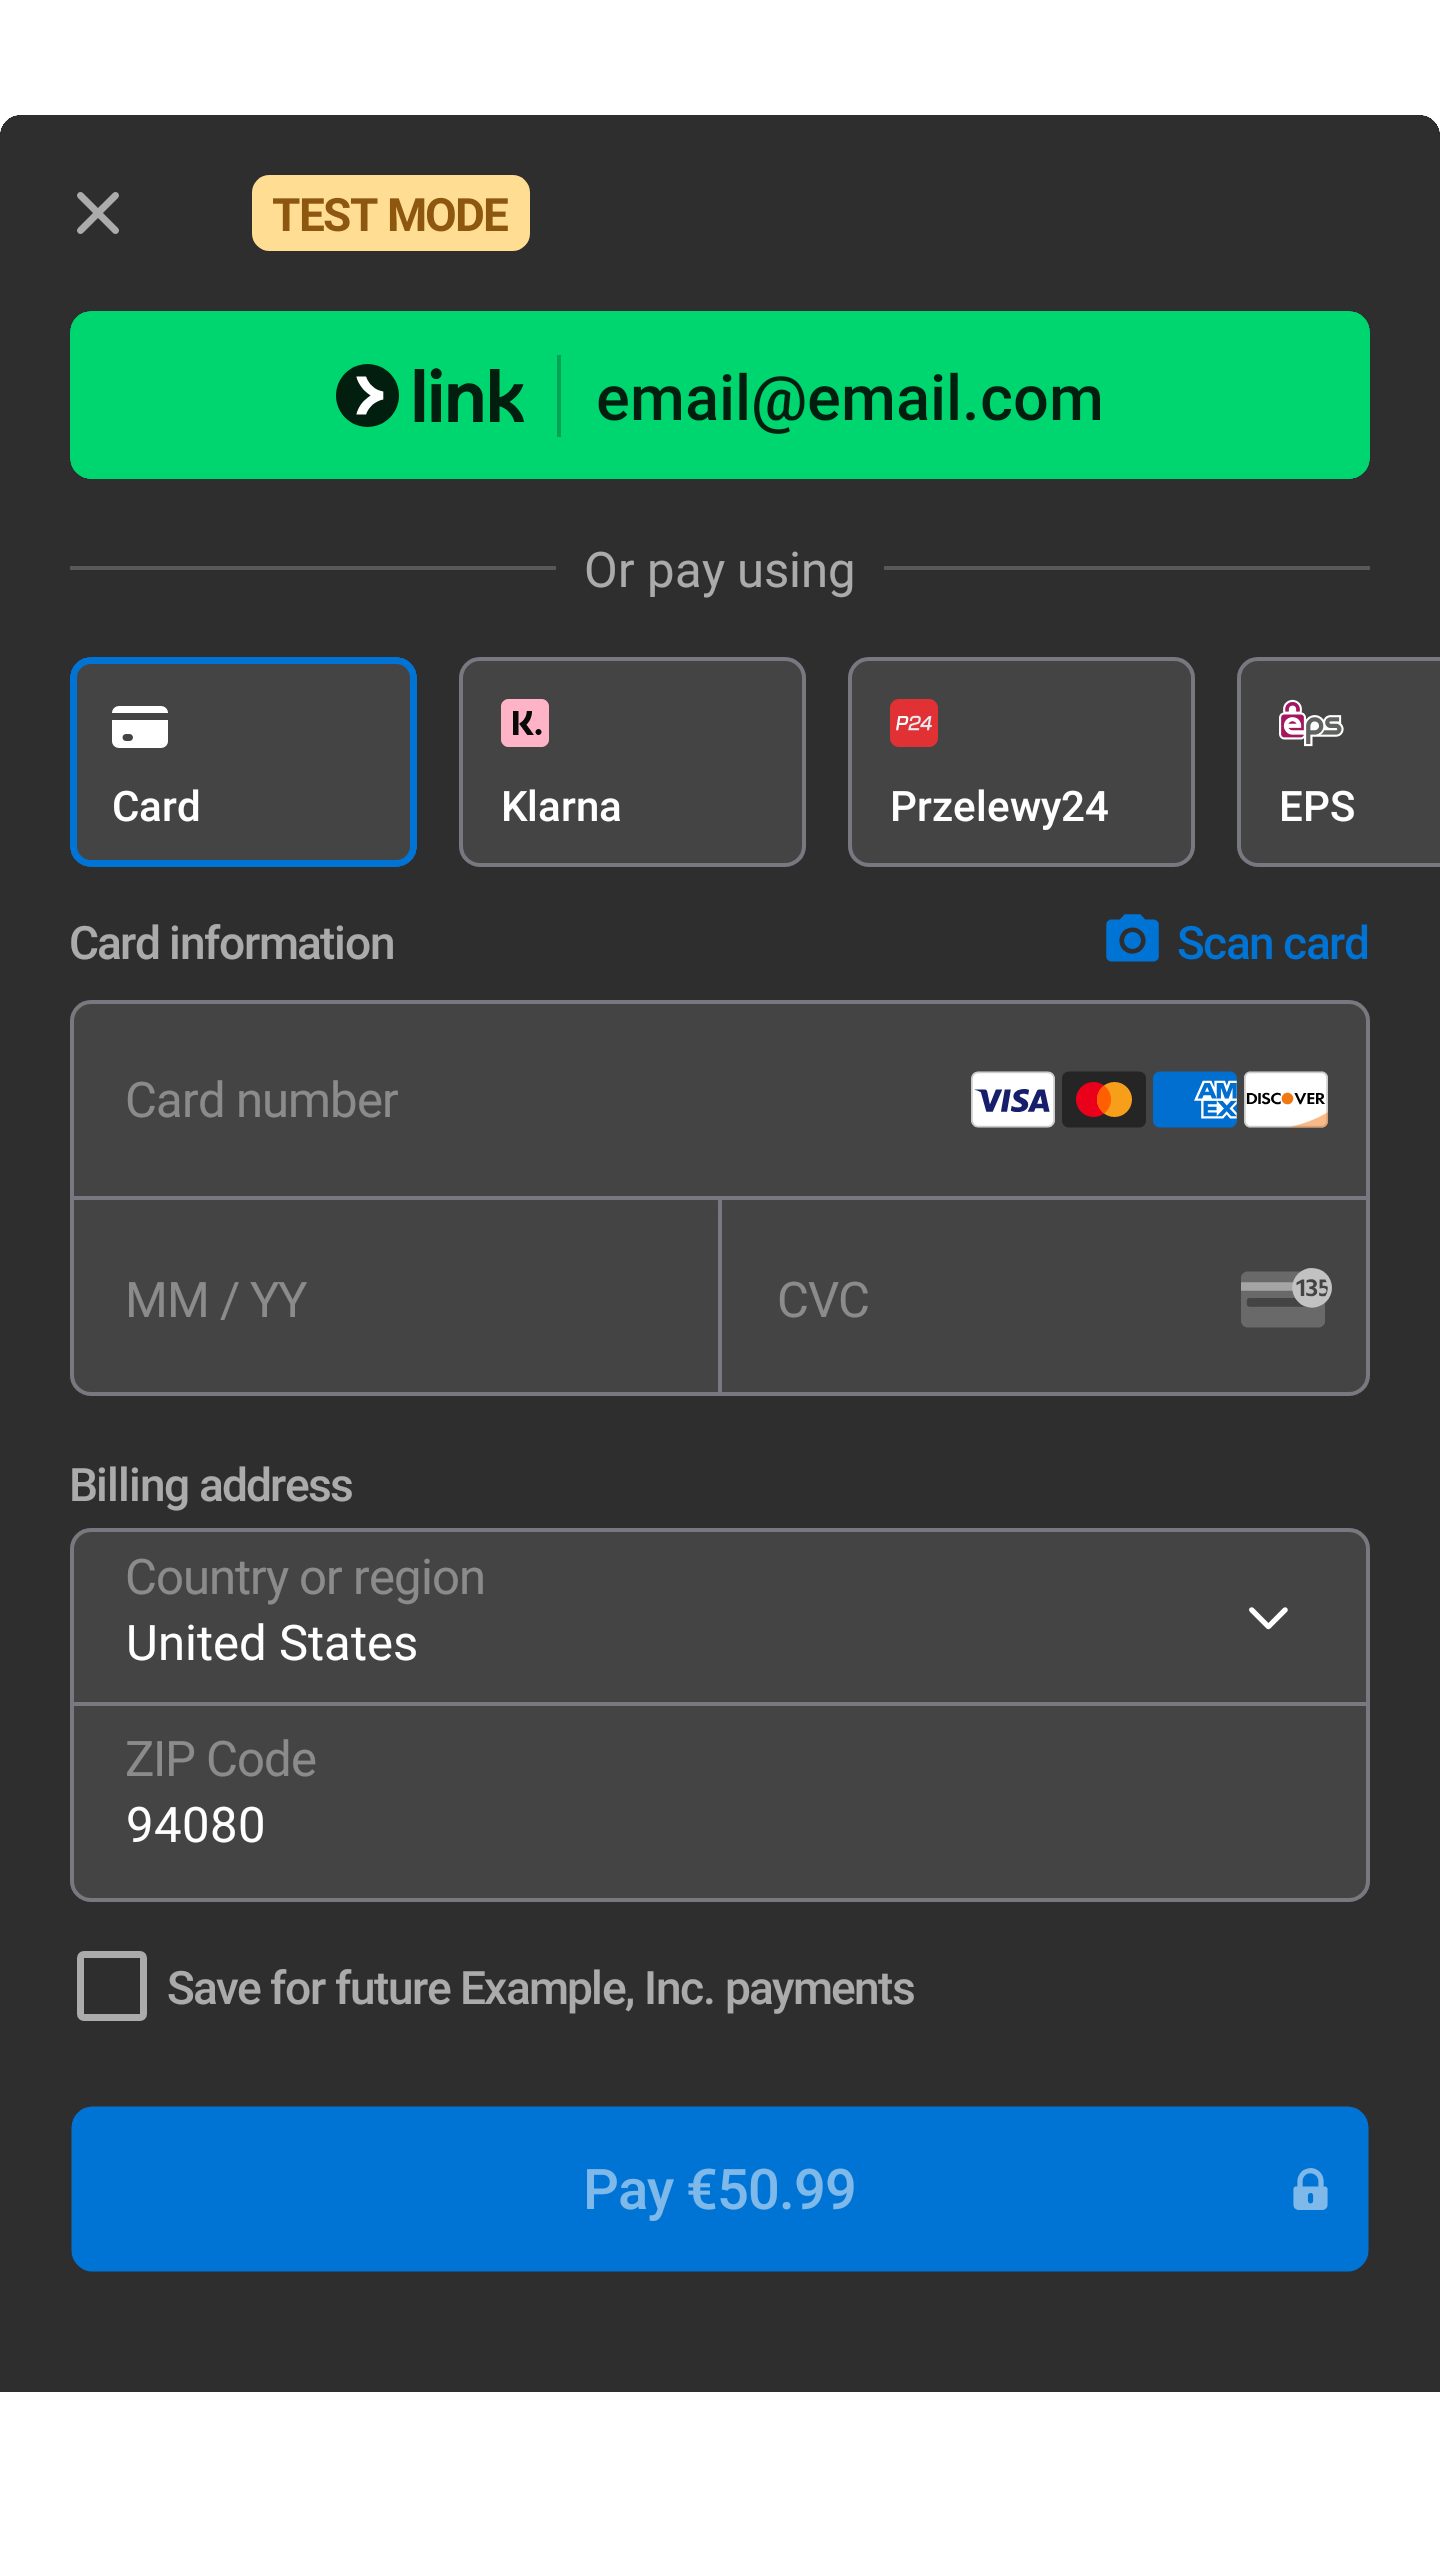 TEST MODE
link email@email.com
Or pay using
K. P24 eps
Card Klarna Przelewy24 EPS
Card information Scan card
Card number VISA AM EX DISCOVER
MM / YY CVC 135
Billing address
Country or region
United States
ZIP Code
94080
Save for future Example, Inc. payments
Pay €50.99